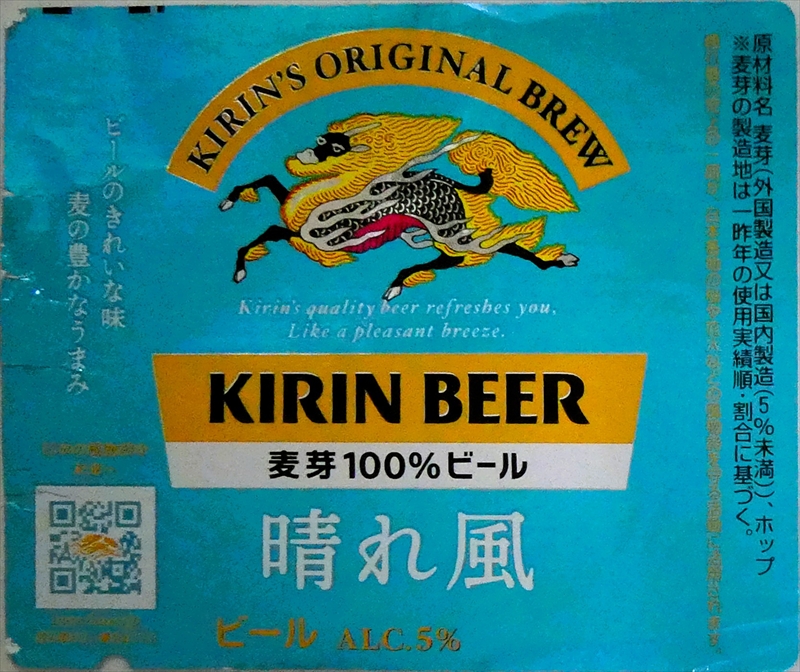 KIRIN'S ORIGINAL BREW
Kirin's quality beer refreshes you,
Like a pleasant breeze.
KIRIN BEER
麦芽100%ビール
晴れ風
ビール ALC.5%
原材料名 麦芽(外国製造又は国内製造(5%未満))、ホップ
※麦芽の製造地は一昨年の使用実績順・割合に基づく。
ビールのきれいな味
麦の豊かなうまみ